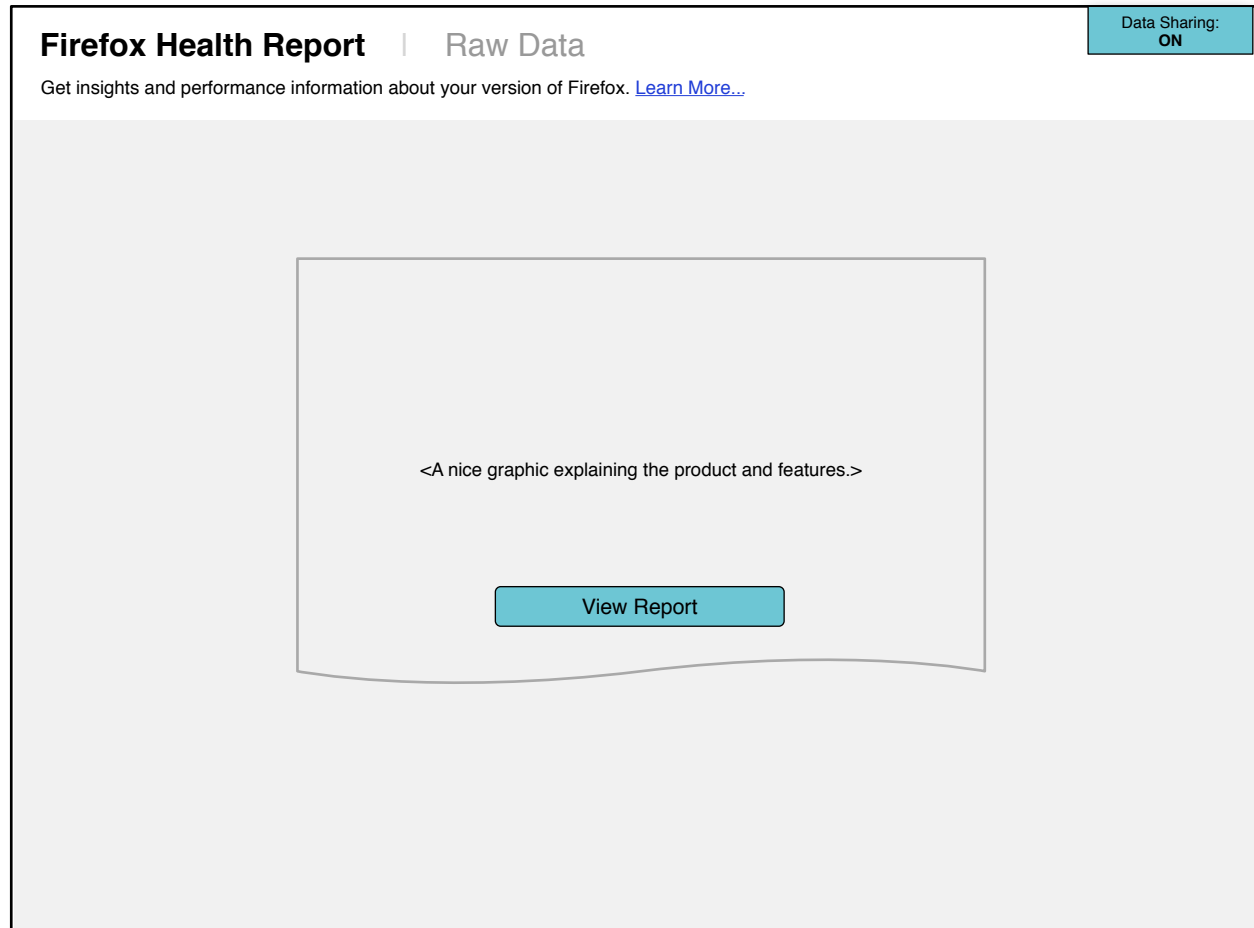 Firefox Health Report | Raw Data
Data Sharing:
ON
Get insights and performance information about your version of Firefox. Learn More...
<A nice graphic explaining the product and features.>
View Report